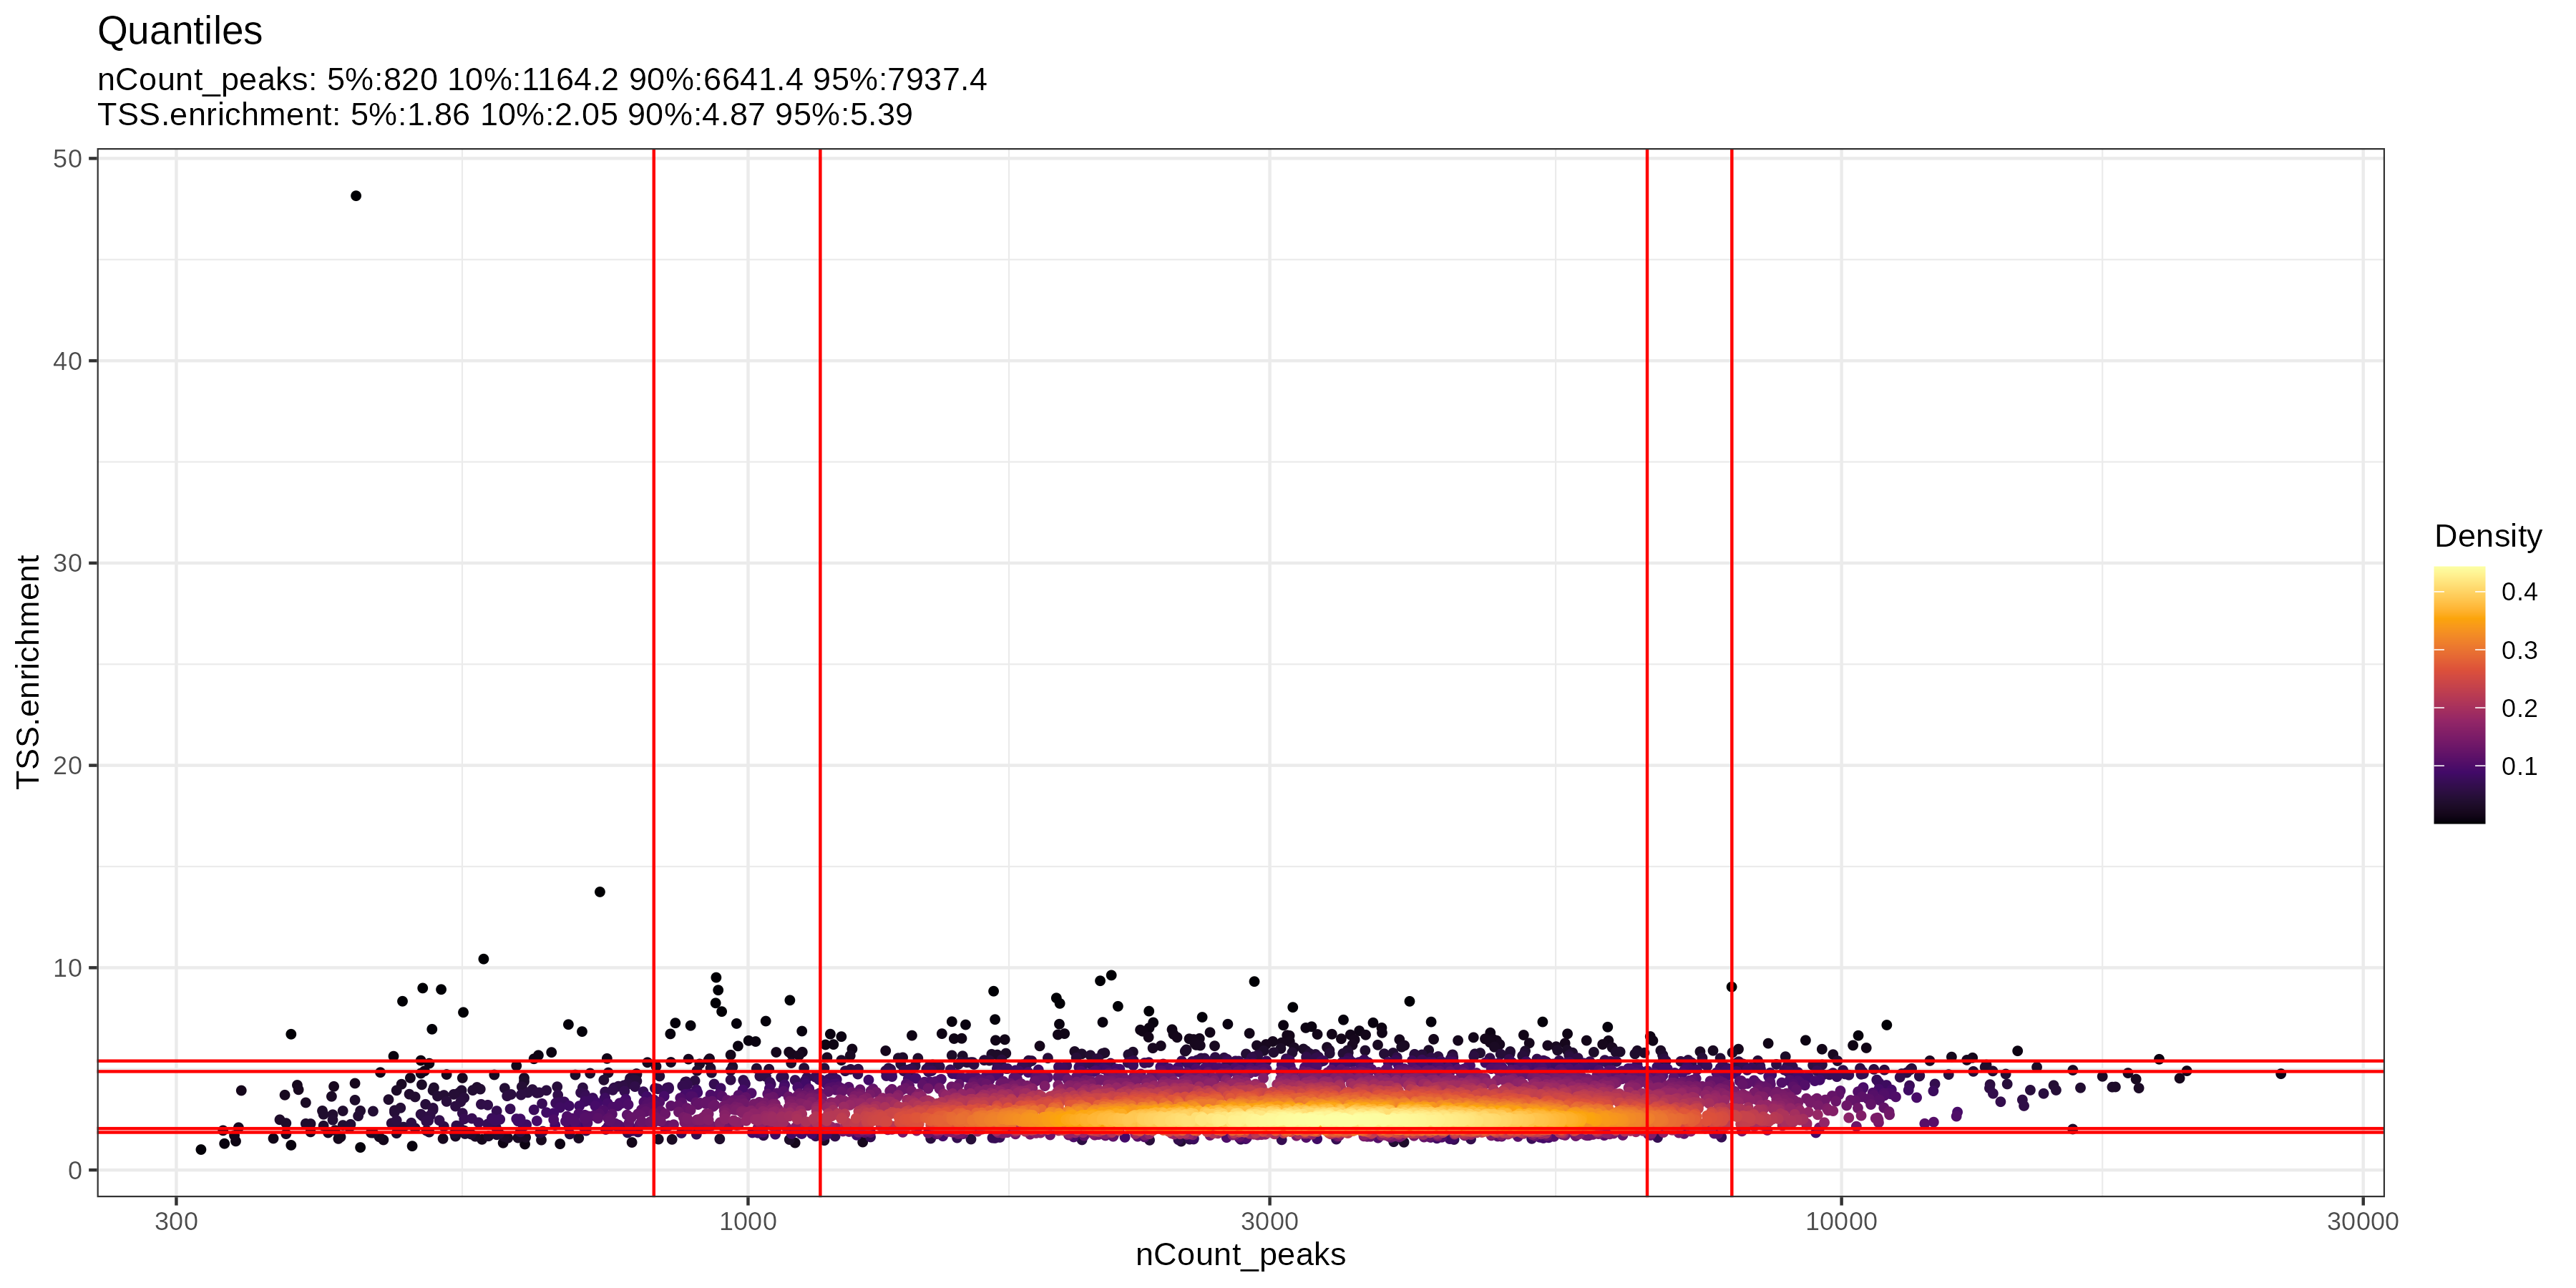 Quantiles
nCount_peaks: 5%:820 10%:1164.2 90%:6641.4 95%:7937.4
TSS.enrichment: 5%:1.86 10%:2.05 90%:4.87 95%:5.39
50
40
30
20
10
0
TSS.enrichment
300
1000
3000
10000
30000
nCount_peaks
Density
0.4
0.3
0.2
0.1